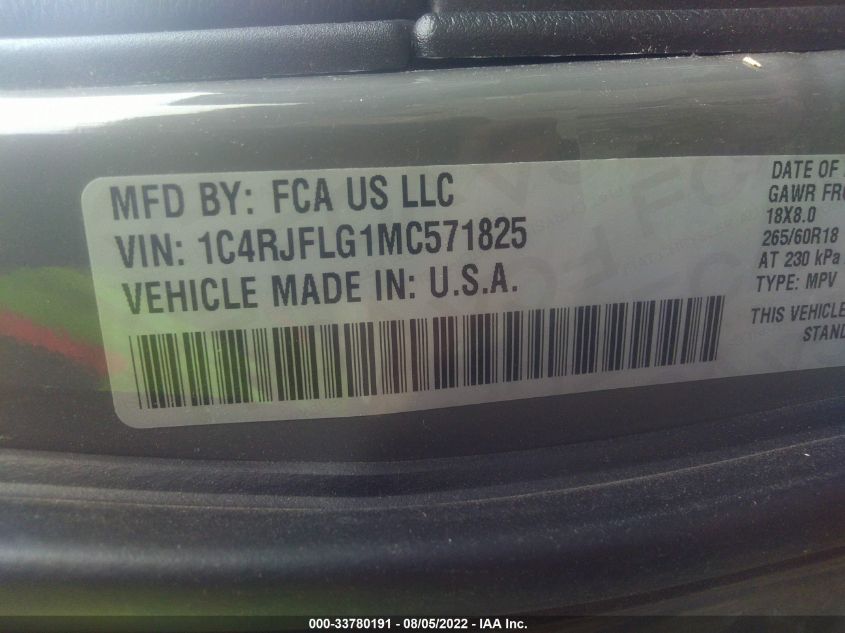 MFD BY: FCA US LLC
VIN: 1C4RJFLG1MC571825
VEHICLE MADE IN: U.S.A.
DATE OF
GAWR FRO
18X8.0
265/60R18
AT 230 kPa
TYPE: MPV
THIS VEHICLE
STAND
000-33780191 - 08/05/2022 - IAA Inc.